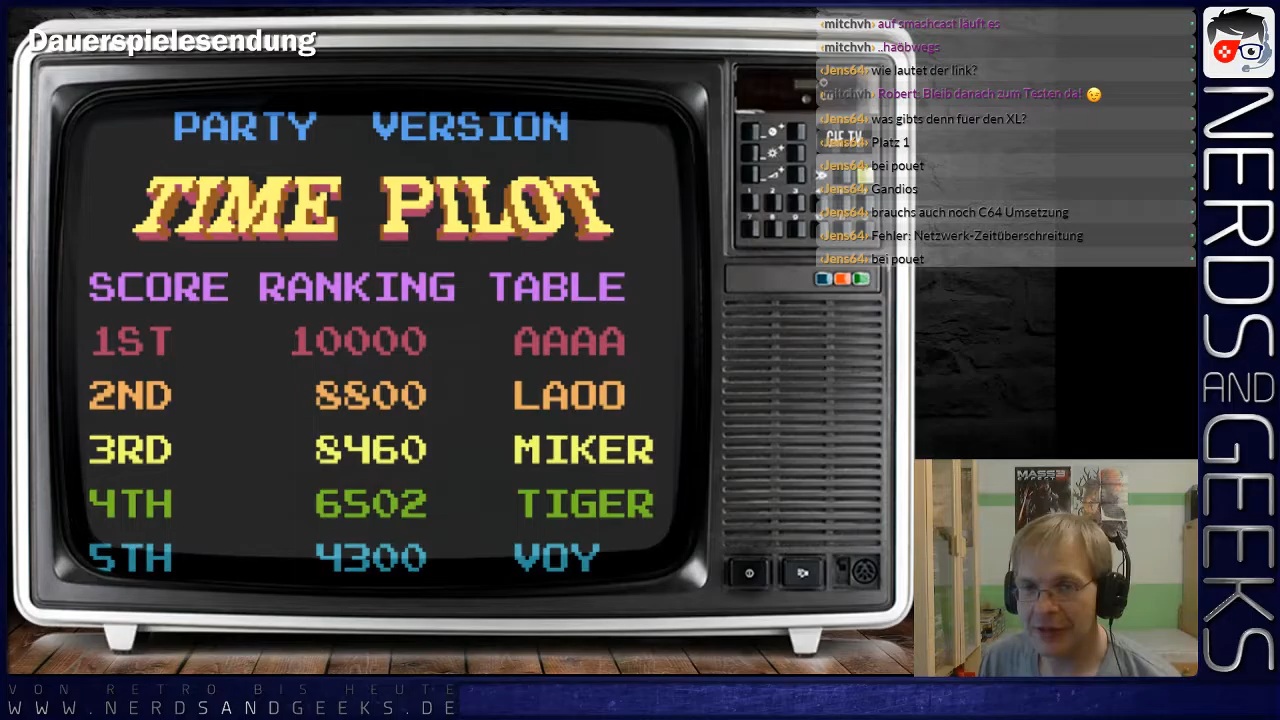 Dauerspielesendung
PARTY VERSION
TIME PILOT
SCORE RANKING TABLE
1ST 10000 AAAA
2ND 8800 LAOO
3RD 8460 MIKER
4TH 6502 TIGER
5TH 4300 VOY
‹mitchvh› auf smashcast läuft es
‹mitchvh› ..haöbwegs
‹Jens64› wie lautet der link?
‹mitchvh› Robert: Bleib danach zum Testen da! 😉
‹Jens64› was gibts denn fuer den XL?
‹Jens64› Platz 1
‹Jens64› bei pouet
‹Jens64› Gandios
‹Jens64› brauchs auch noch C64 Umsetzung
‹Jens64› Fehler: Netzwerk-Zeitüberschreitung
‹Jens64› bei pouet
NERDS AND GEEKS
MASS
VON RETRO BIS HEUTE
WWW.NERDSANDGEEKS.DE